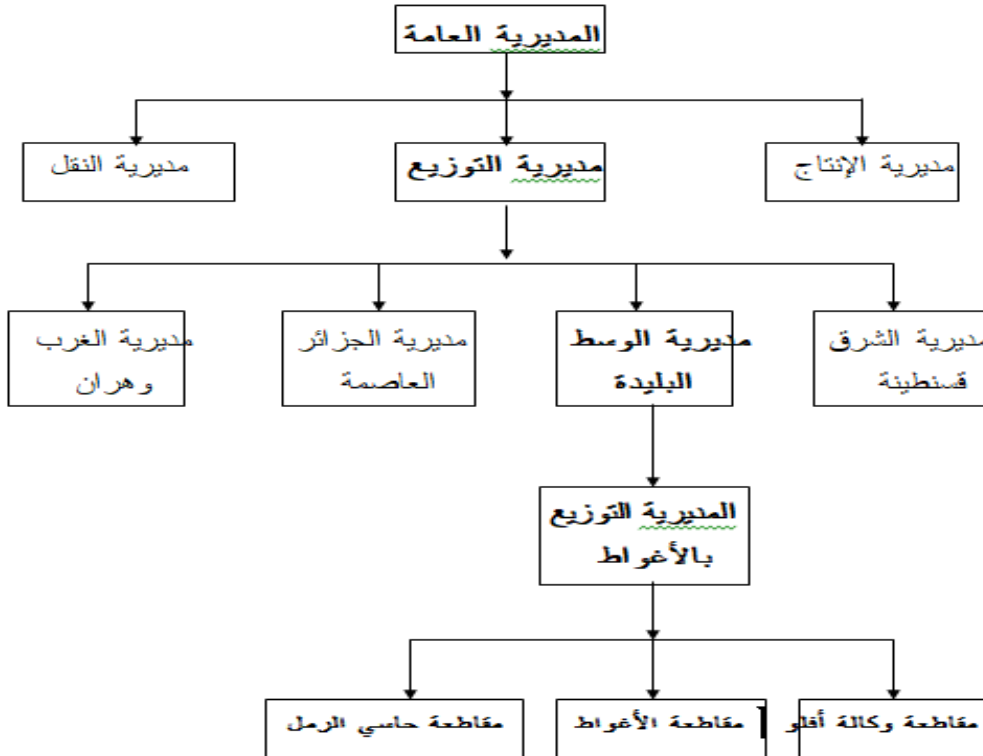 المديرية العامة
مديرية الإنتاج
مديرية التوزيع
مديرية النقل
مديرية الشرق
قسنطينة
مديرية الوسط
البليدة
مديرية الجزائر
العاصمة
مديرية الغرب
وهران
المديرية التوزيع
بالأغواط
مقاطعة وكالة أفلو
مقاطعة الأغواط
مقاطعة حاسي الرمل